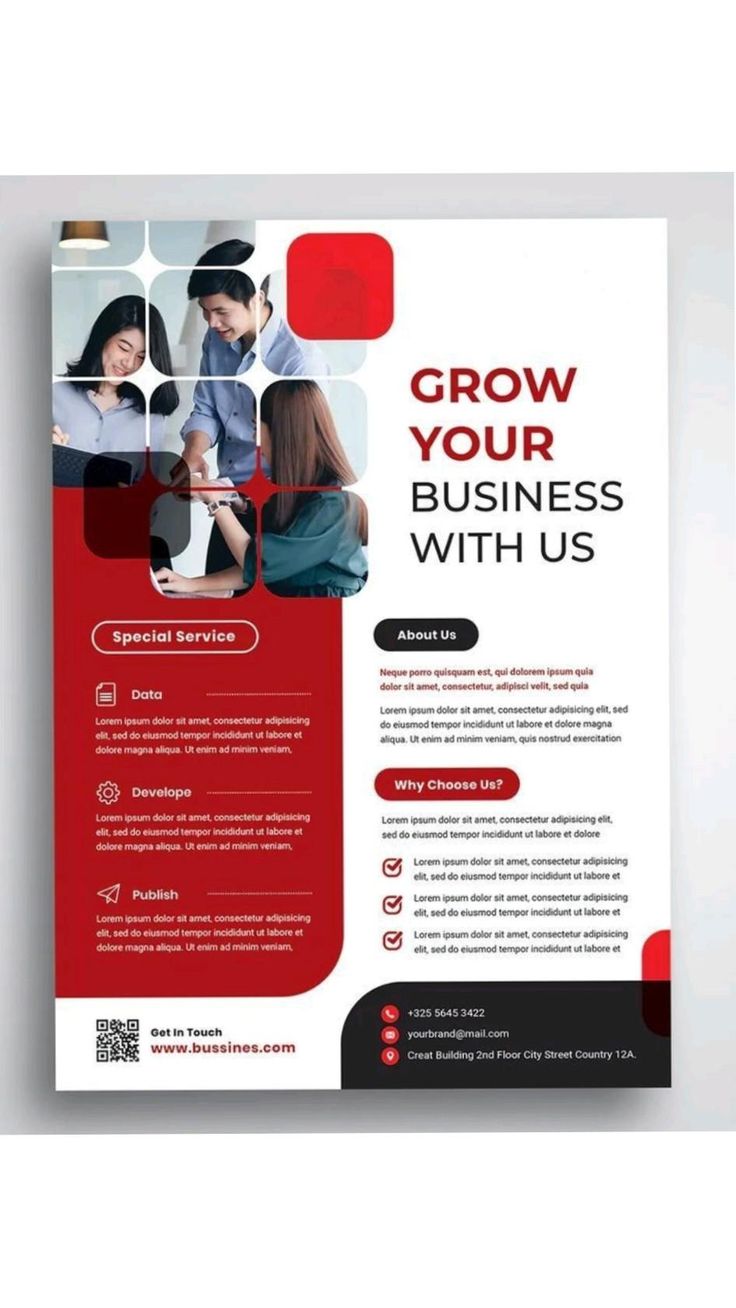 GROW
YOUR
BUSINESS
WITH US
Special Service
Data
Lorem ipsum dolor sit amet, consectetur adipisicing
elit, sed do eiusmod tempor incididunt ut labore et
dolore magna aliqua. Ut enim ad minim veniam,
Develope
Lorem ipsum dolor sit amet, consectetur adipisicing
elit, sed do eiusmod tempor incididunt ut labore et
dolore magna aliqua. Ut enim ad minim veniam,
Publish
Lorem ipsum dolor sit amet, consectetur adipisicing
elit, sed do eiusmod tempor incididunt ut labore et
dolore magna aliqua. Ut enim ad minim veniam,
About Us
Neque porro quisquam est, qui dolorem ipsum quia
dolor sit amet, consectetur, adipisci velit, sed quia
Lorem ipsum dolor sit amet, consectetur adipisicing elit, sed
do eiusmod tempor incididunt ut labore et dolore magna
aliqua. Ut enim ad minim veniam, quis nostrud exercitation
Why Choose Us?
Lorem ipsum dolor sit amet, consectetur adipisicing elit,
sed do eiusmod tempor incididunt ut labore et dolore
Lorem ipsum dolor sit amet, consectetur adipisicing
elit, sed do eiusmod tempor incididunt ut labore et
Lorem ipsum dolor sit amet, consectetur adipisicing
elit, sed do eiusmod tempor incididunt ut labore et
Lorem ipsum dolor sit amet, consectetur adipisicing
elit, sed do eiusmod tempor incididunt ut labore et
Get In Touch
www.bussines.com
+325 5645 3422
yourbrand@mail.com
Creat Building 2nd Floor City Street Country 12A.